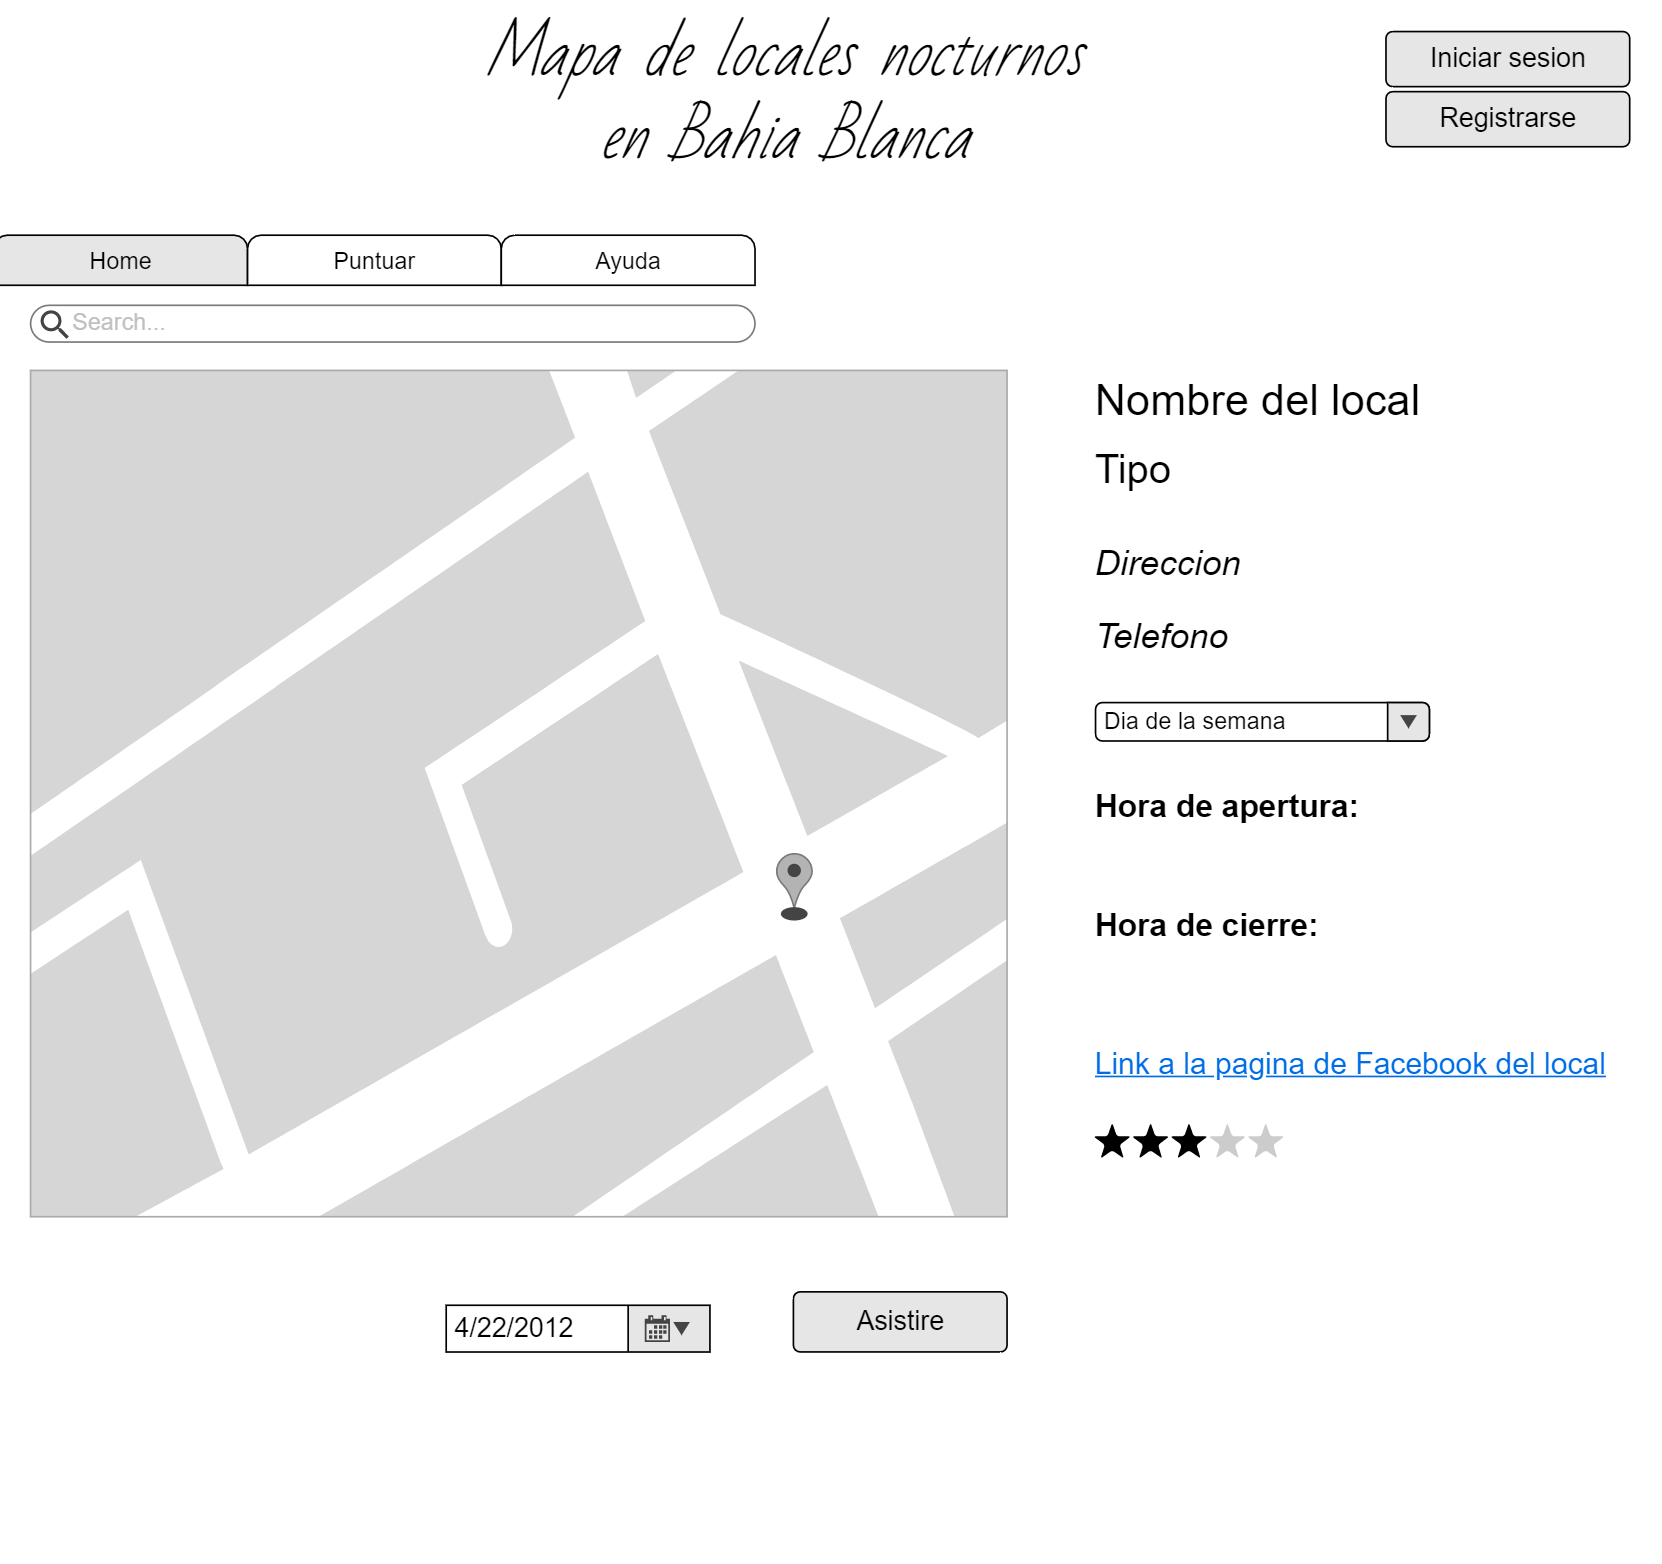 Mapa de locales nocturnos
en Bahia Blanca
Iniciar sesion
Registrarse
Home
Puntuar
Ayuda
Search...
Nombre del local
Tipo
Direccion
Telefono
Dia de la semana
Hora de apertura:
Hora de cierre:
Link a la pagina de Facebook del local
4/22/2012
Asistire